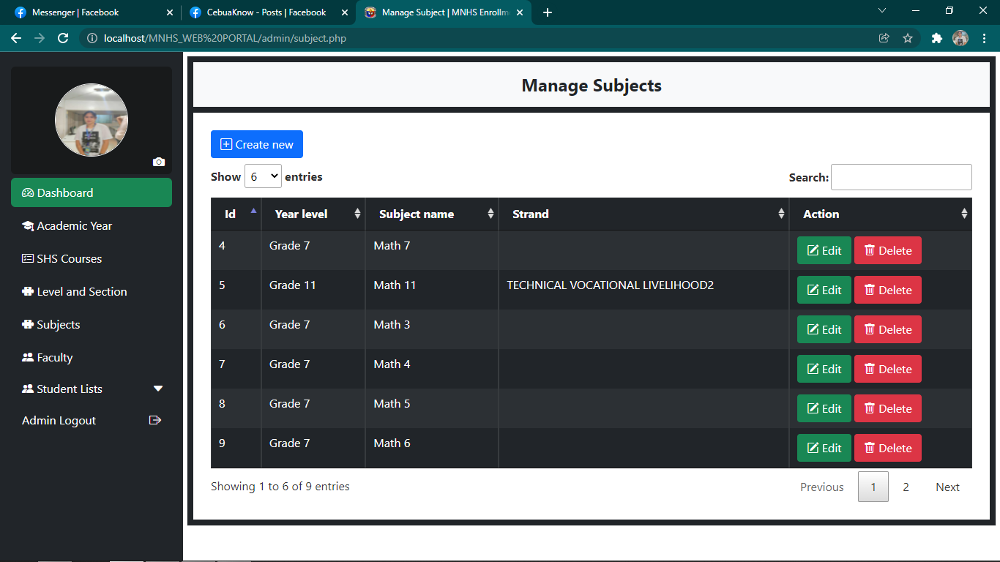 Messenger | Facebook
CebuaKnow - Posts | Facebook
Manage Subject | MNHS Enrollm
localhost/MNHS_WEB%20PORTAL/admin/subject.php
Dashboard
Academic Year
SHS Courses
Level and Section
Subjects
Faculty
Student Lists
Admin Logout
Manage Subjects
Create new
Show 6 entries
Search:
Id Year level Subject name Strand Action
4 Grade 7 Math 7 Edit Delete
5 Grade 11 Math 11 TECHNICAL VOCATIONAL LIVELIHOOD2 Edit Delete
6 Grade 7 Math 3 Edit Delete
7 Grade 7 Math 4 Edit Delete
8 Grade 7 Math 5 Edit Delete
9 Grade 7 Math 6 Edit Delete
Showing 1 to 6 of 9 entries
Previous 1 2 Next